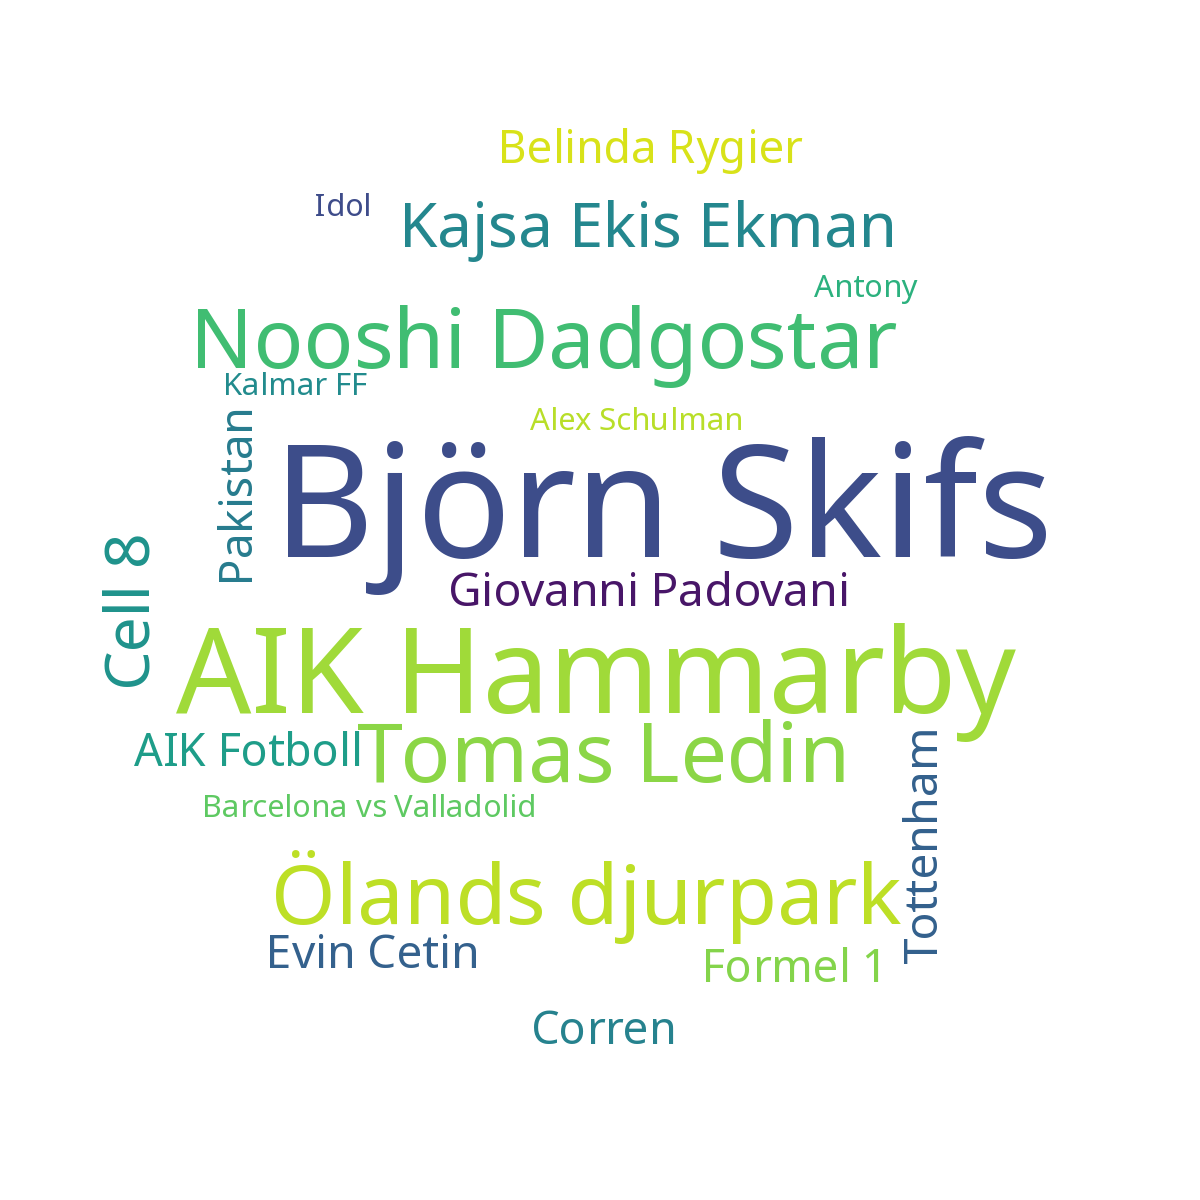 Belinda Rygier
Idol
Kajsa Ekis Ekman
Antony
Nooshi Dadgostar
Kalmar FF
Alex Schulman
Pakistan
Björn Skifs
Cell 8
Giovanni Padovani
AIK Hammarby
AIK Fotboll
Tomas Ledin
Tottenham
Barcelona vs Valladolid
Ölands djurpark
Evin Cetin
Formel 1
Corren